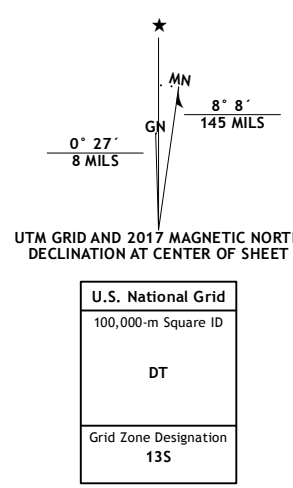 MN
GN
8° 8´
145 MILS
0° 27´
8 MILS
UTM GRID AND 2017 MAGNETIC NORT
DECLINATION AT CENTER OF SHEET
U.S. National Grid
100,000-m Square ID
DT
Grid Zone Designation
13S